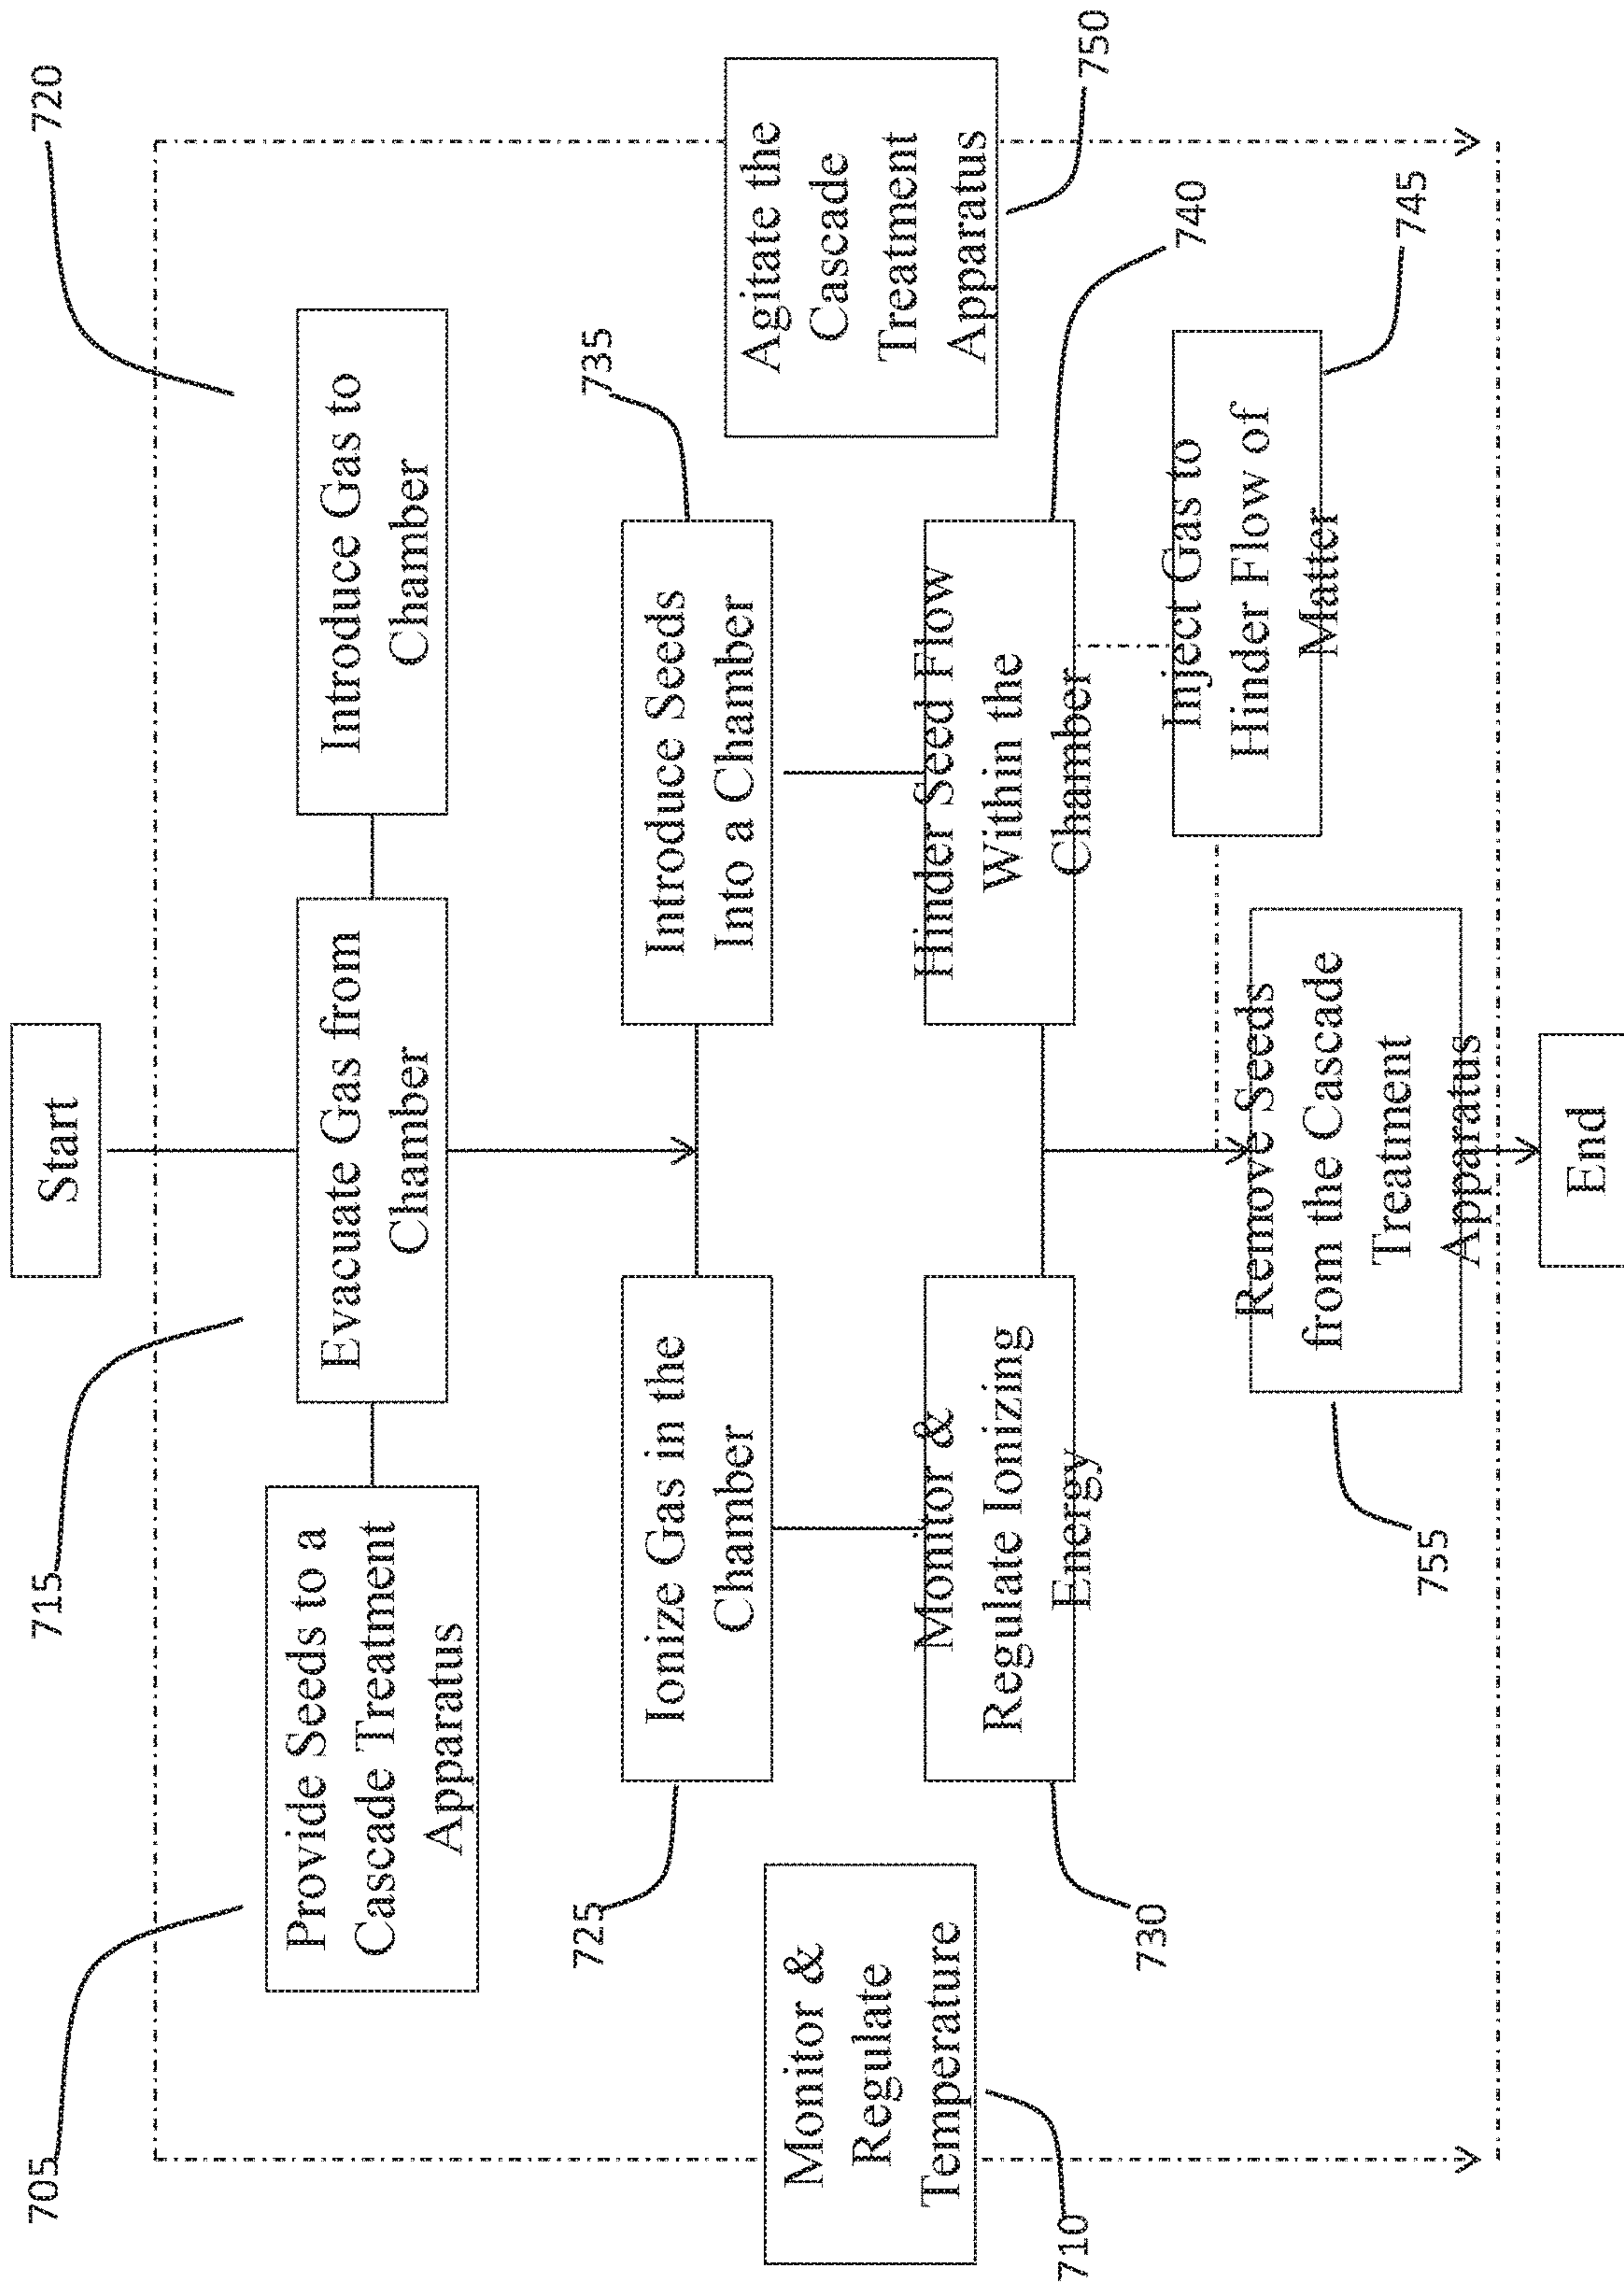 Start
705
715
720
Provide Seeds to a
Cascade Treatment
Apparatus
Evacuate Gas from
Chamber
Introduce Gas to
Chamber
725
Ionize Gas in the
Chamber
735
Introduce Seeds
Into a Chamber
Monitor &
Regulate
Temperature
710
Monitor &
Regulate Ionizing
Energy
730
Hinder Seed Flow
Within the
Chamber
740
Agitate the
Cascade
Treatment
Apparatus
750
Inject Gas to
Hinder Flow of
Matter
745
Remove Seeds
from the Cascade
Treatment
Apparatus
755
End